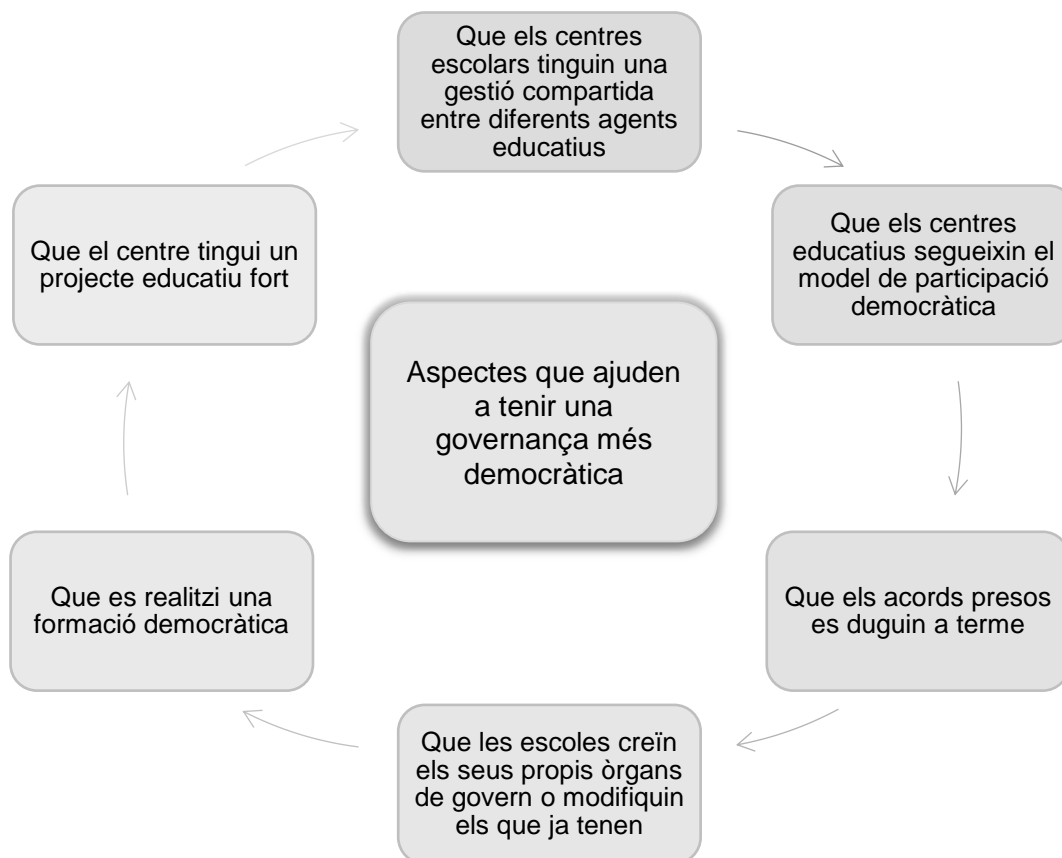 Que els centres
escolars tinguin una
gestió compartida
entre diferents agents
educatius
Que els centres
educatius segueixin el
model de participació
democràtica
Que els acords presos
es duguin a terme
Que les escoles creïn
els seus propis òrgans
de govern o modifiquin
els que ja tenen
Que es realitzi una
formació democràtica
Que el centre tingui un
projecte educatiu fort
Aspectes que ajuden
a tenir una
governança més
democràtica